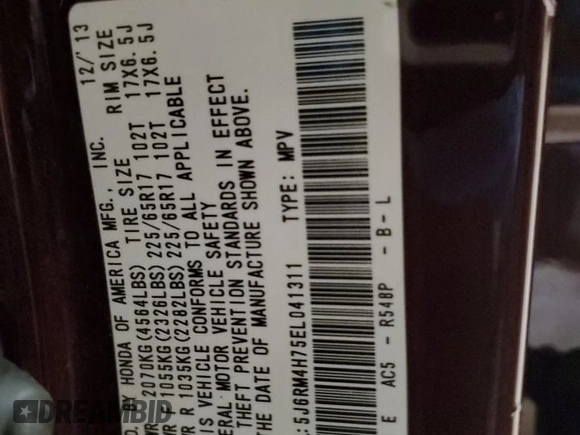 BY HONDA OF AMERICA MFG., INC. 12/'13
2070KG(4564LBS) TIRE SIZE RIM SIZE
1055KG(2328LBS) 225/65R17 102T 17X6.5J
R 1035KG(2282LBS) 225/65R17 102T 17X6.5J
IS VEHICLE CONFORMS TO ALL APPLICABLE
ERAL MOTOR VEHICLE SAFETY
THEFT PREVENTION STANDARDS IN EFFECT
THE DATE OF MANUFACTURE SHOWN ABOVE.
: 5J6RM4H75EL041311 TYPE: MPV
E AC5 - R548P - B - L
DREAMBID